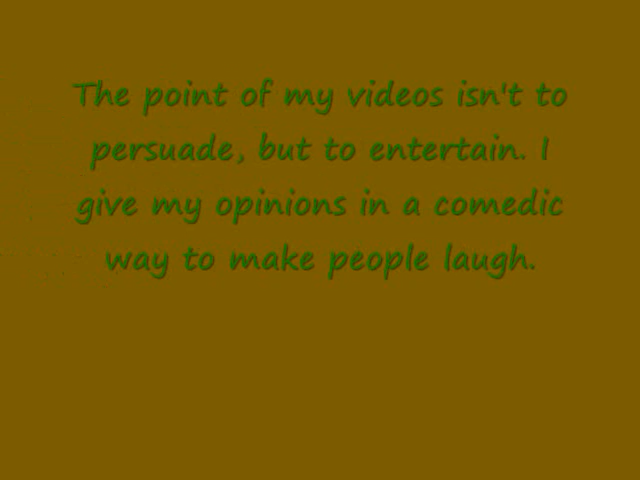 The point of my videos isn't to
persuade, but to entertain. I
give my opinions in a comedic
way to make people laugh.